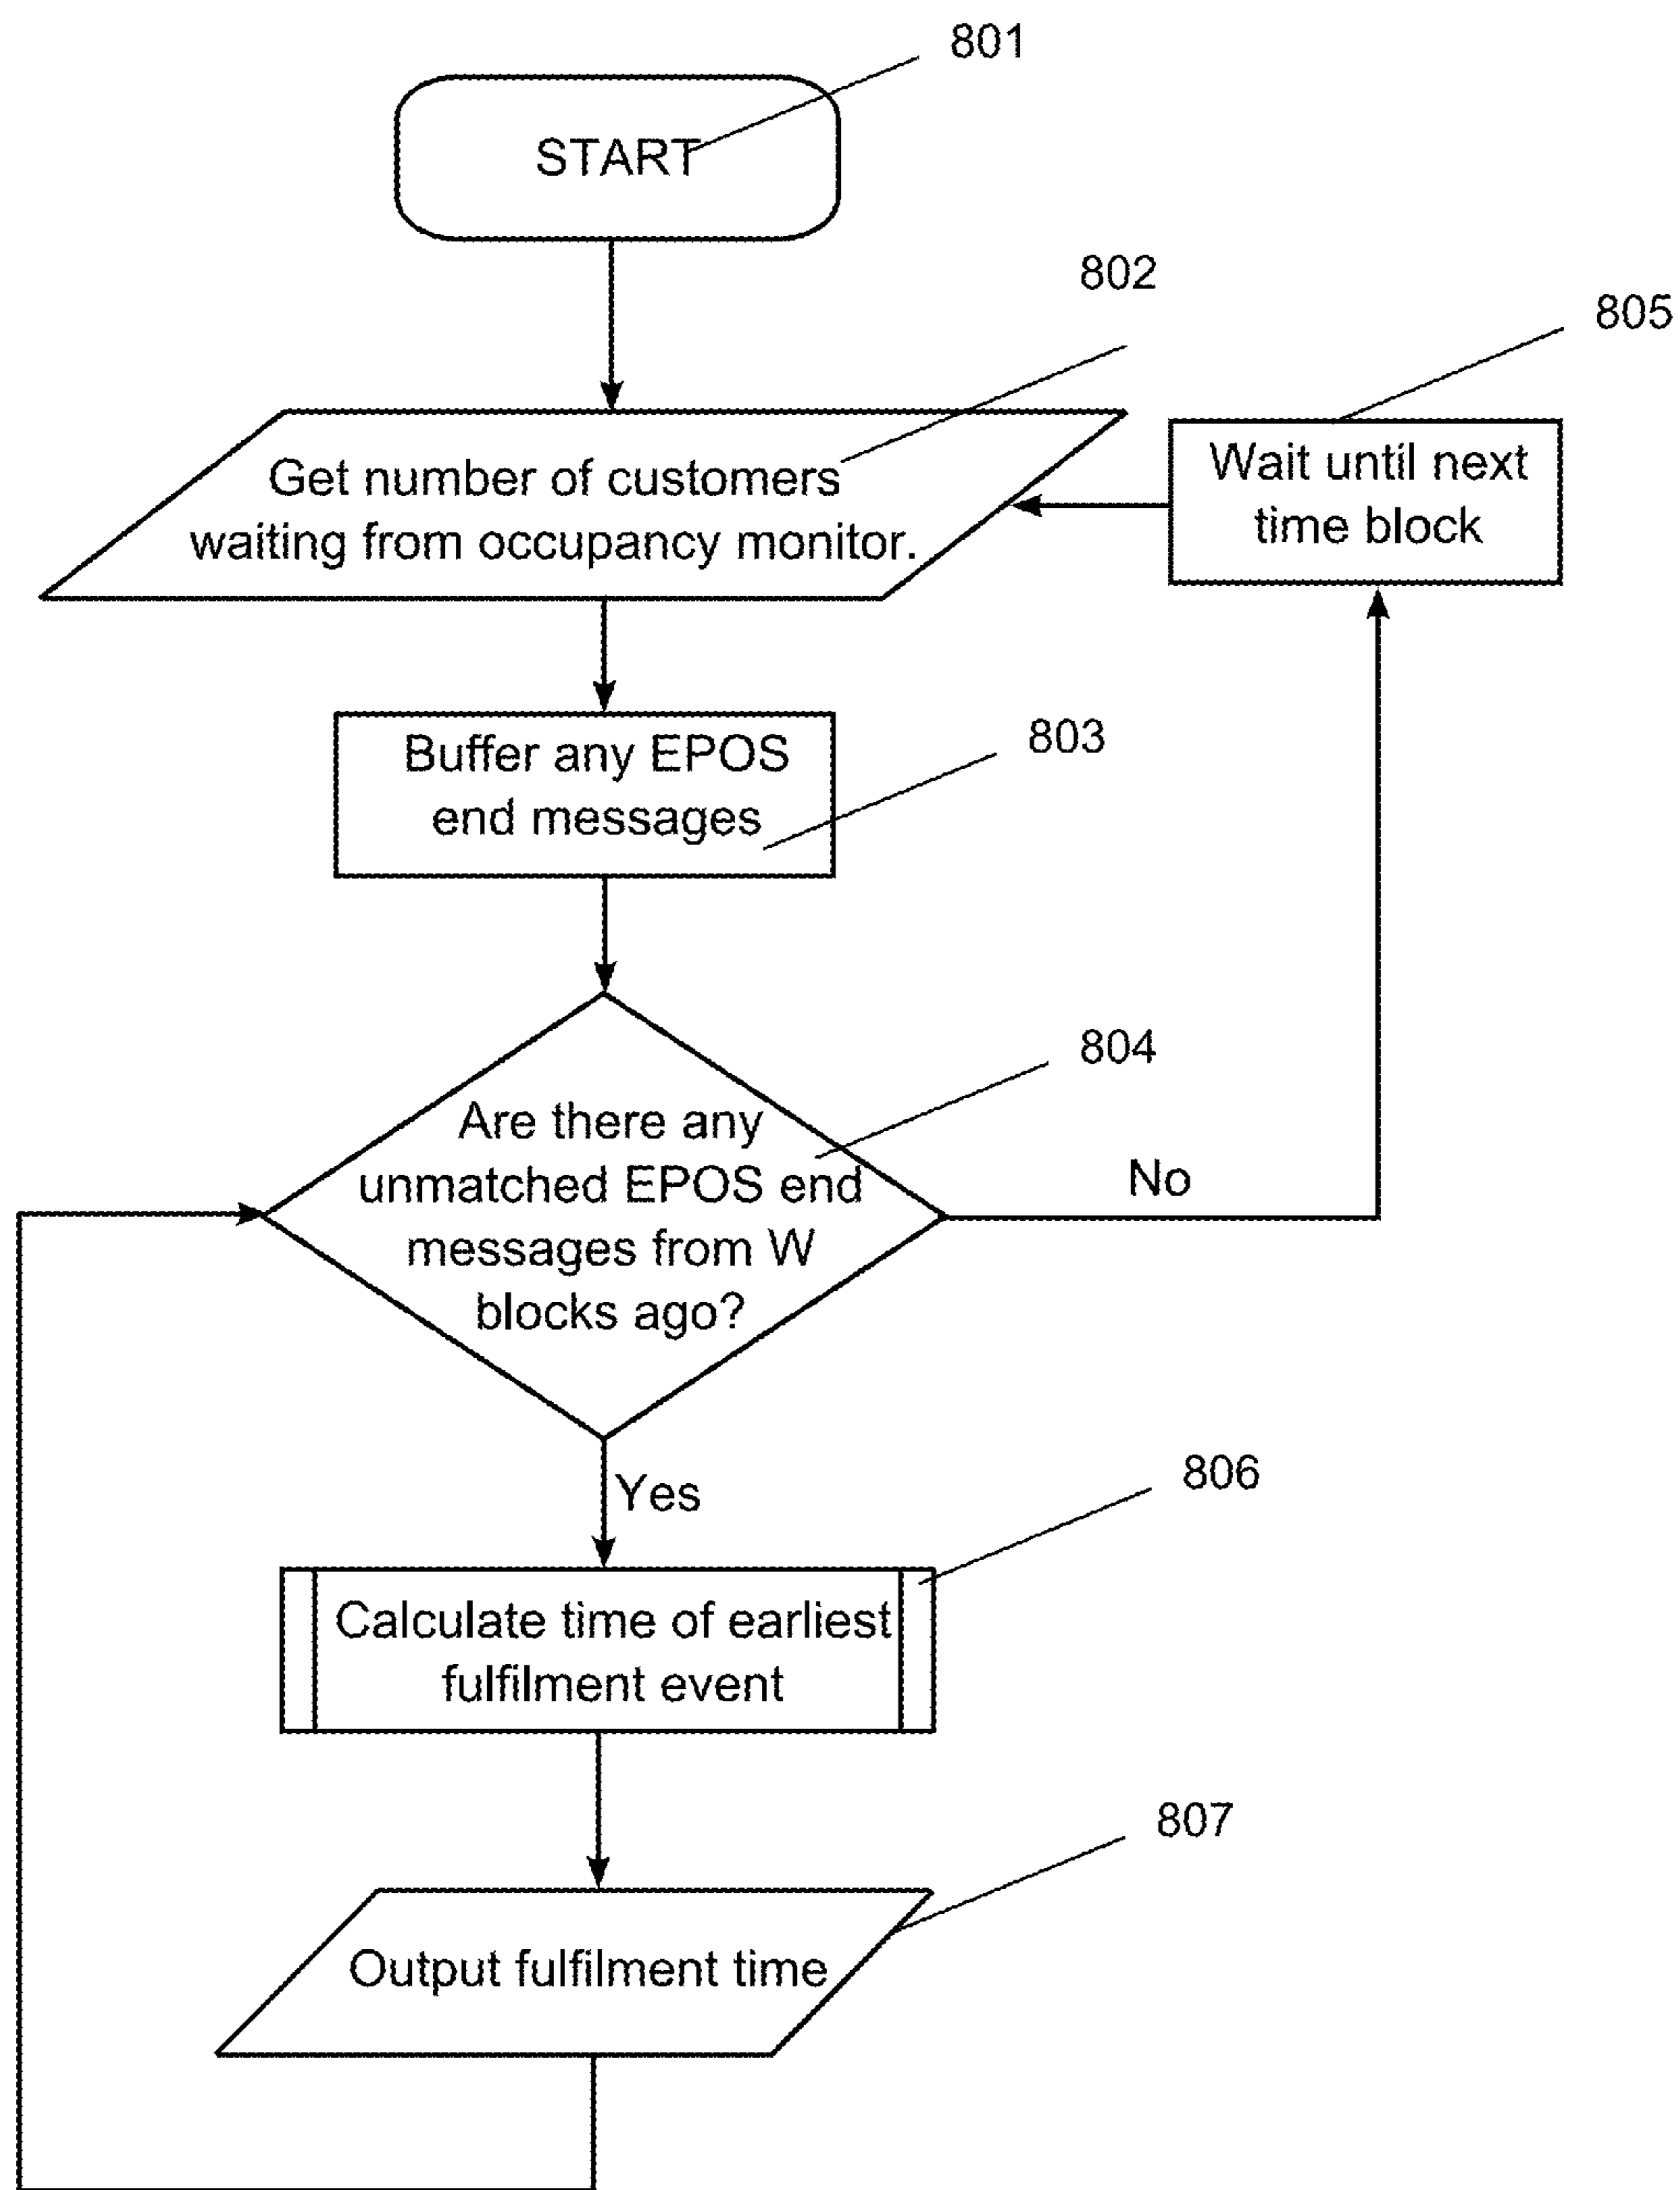 801
START
802
805
Get number of customers
waiting from occupancy monitor.
Wait until next
time block
803
Buffer any EPOS
end messages
804
Are there any
unmatched EPOS end
messages from W
blocks ago?
No
Yes
806
Calculate time of earliest
fulfilment event
807
Output fulfilment time